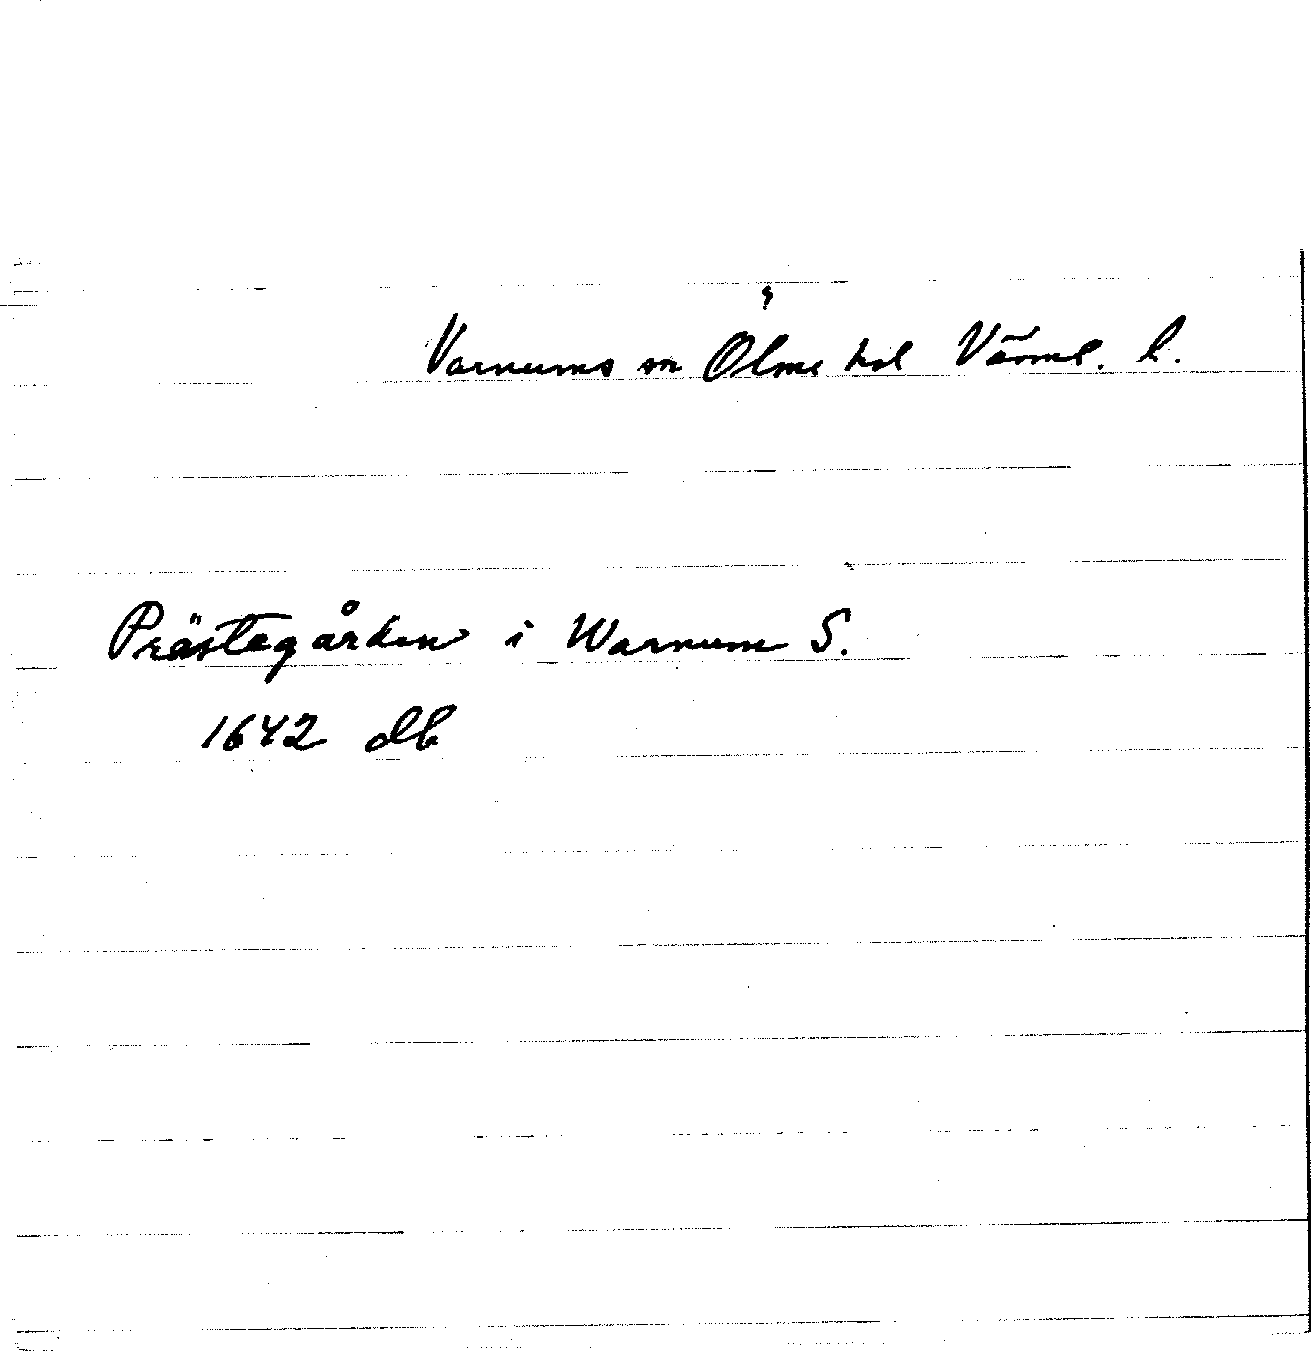 Varnums sn Ölme hd Värml. l.
Prästegården i Warnum S.
1642 db